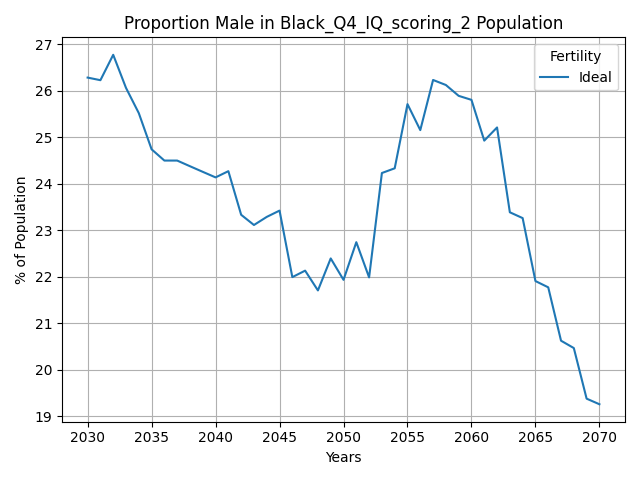 Proportion Male in Black_Q4_IQ_scoring_2 Population
27
26
25
24
23
22
21
20
19
% of Population
Fertility
Ideal
2030 2035 2040 2045 2050 2055 2060 2065 2070
Years